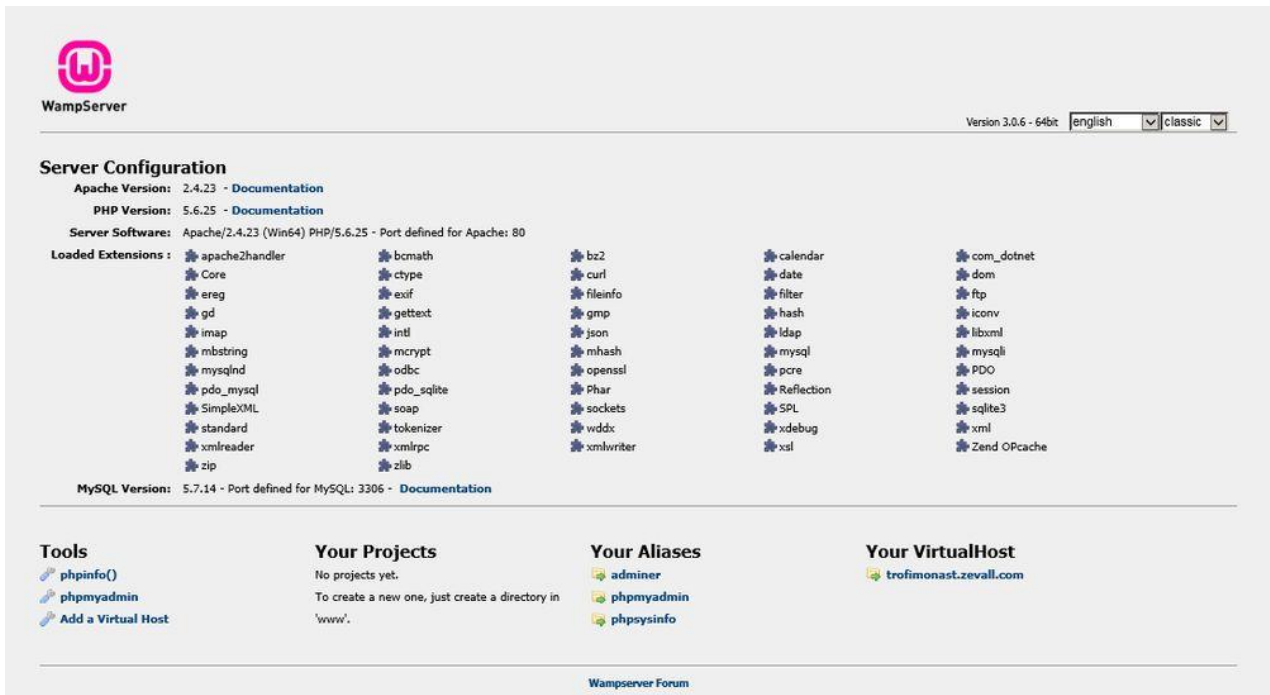 WampServer
Version 3.0.6 - 64bit english classic
Server Configuration
Apache Version: 2.4.23 - Documentation
PHP Version: 5.6.25 - Documentation
Server Software: Apache/2.4.23 (Win64) PHP/5.6.25 - Port defined for Apache: 80
Loaded Extensions : apache2handler bcmath bz2 calendar com_dotnet
Core ctype curl date dom
ereg exif fileinfo filter ftp
gd gettext gmp hash iconv
imap intl json ldap libxml
mbstring mcrypt mhash mysql mysqli
mysqlnd odbc openssl pcre PDO
pdo_mysql pdo_sqlite Phar Reflection session
SimpleXML soap sockets SPL sqlite3
standard tokenizer wddx xdebug xml
xmlreader xmlrpc xmlwriter xsl Zend OPcache
zip zlib
MySQL Version: 5.7.14 - Port defined for MySQL: 3306 - Documentation
Tools Your Projects Your Aliases Your VirtualHost
phpinfo() No projects yet. adminer trofimonast.zevall.com
phpmyadmin To create a new one, just create a directory in phpmyadmin
Add a Virtual Host 'www'. phpsysinfo
Wampserver Forum